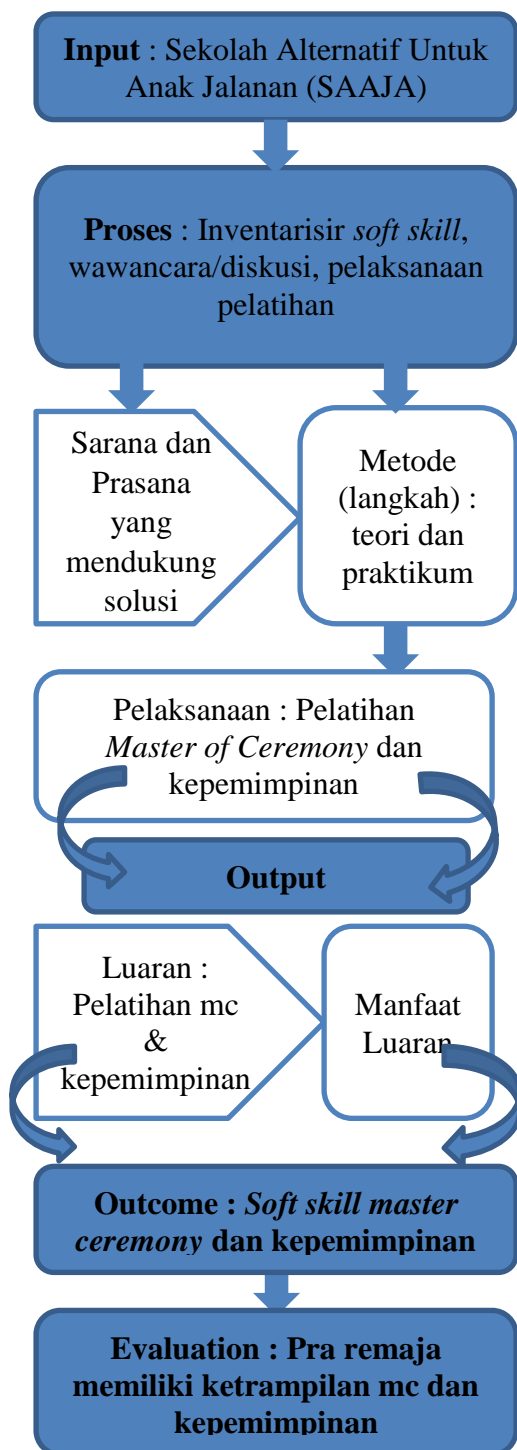 Input : Sekolah Alternatif Untuk
Anak Jalanan (SAAJA)
Proses : Inventarisir soft skill,
wawancara/diskusi, pelaksanaan
pelatihan
Sarana dan
Prasana
yang
mendukung
solusi
Metode
(langkah) :
teori dan
praktikum
Pelaksanaan : Pelatihan
Master of Ceremony dan
kepemimpinan
Output
Luaran :
Pelatihan mc
&
kepemimpinan
Manfaat
Luaran
Outcome : Soft skill master
ceremony dan kepemimpinan
Evaluation : Pra remaja
memiliki ketrampilan mc dan
kepemimpinan